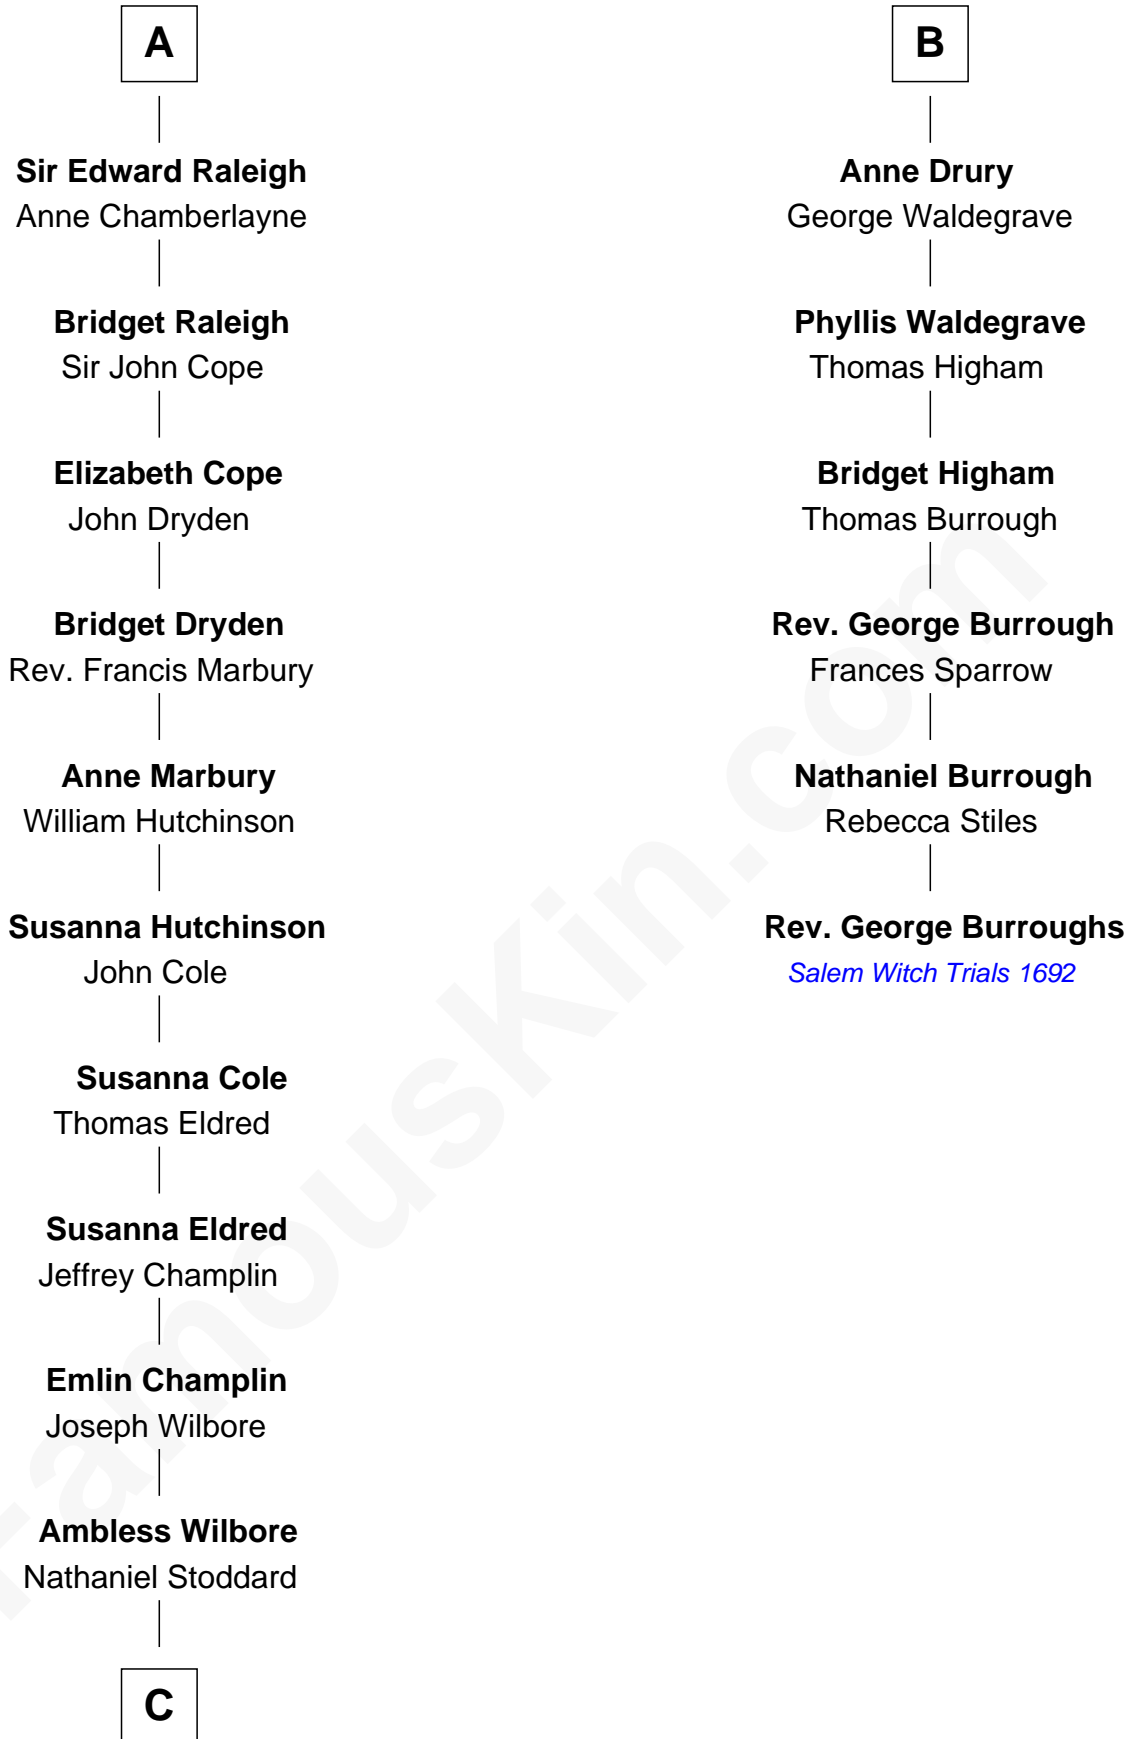 A
Sir Edward Raleigh
Anne Chamberlayne
Bridget Raleigh
Sir John Cope
Elizabeth Cope
John Dryden
Bridget Dryden
Rev. Francis Marbury
Anne Marbury
William Hutchinson
Susanna Hutchinson
John Cole
Susanna Cole
Thomas Eldred
Susanna Eldred
Jeffrey Champlin
Emlin Champlin
Joseph Wilbore
Ambless Wilbore
Nathaniel Stoddard
C
B
Anne Drury
George Waldegrave
Phyllis Waldegrave
Thomas Higham
Bridget Higham
Thomas Burrough
Rev. George Burrough
Frances Sparrow
Nathaniel Burrough
Rebecca Stiles
Rev. George Burroughs
Salem Witch Trials 1692
FamousKin.com